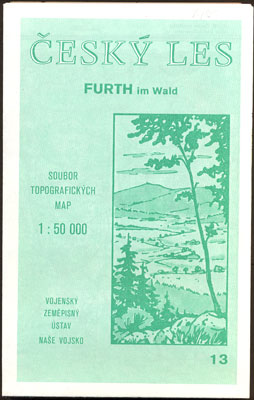 ČESKÝ LES
FURTH im Wald
SOUBOR
TOPOGRAFICKÝCH
MAP
1 : 50 000
VOJENSKÝ
ZEMĚPISNÝ
ÚSTAV
NAŠE VOJSKO
13